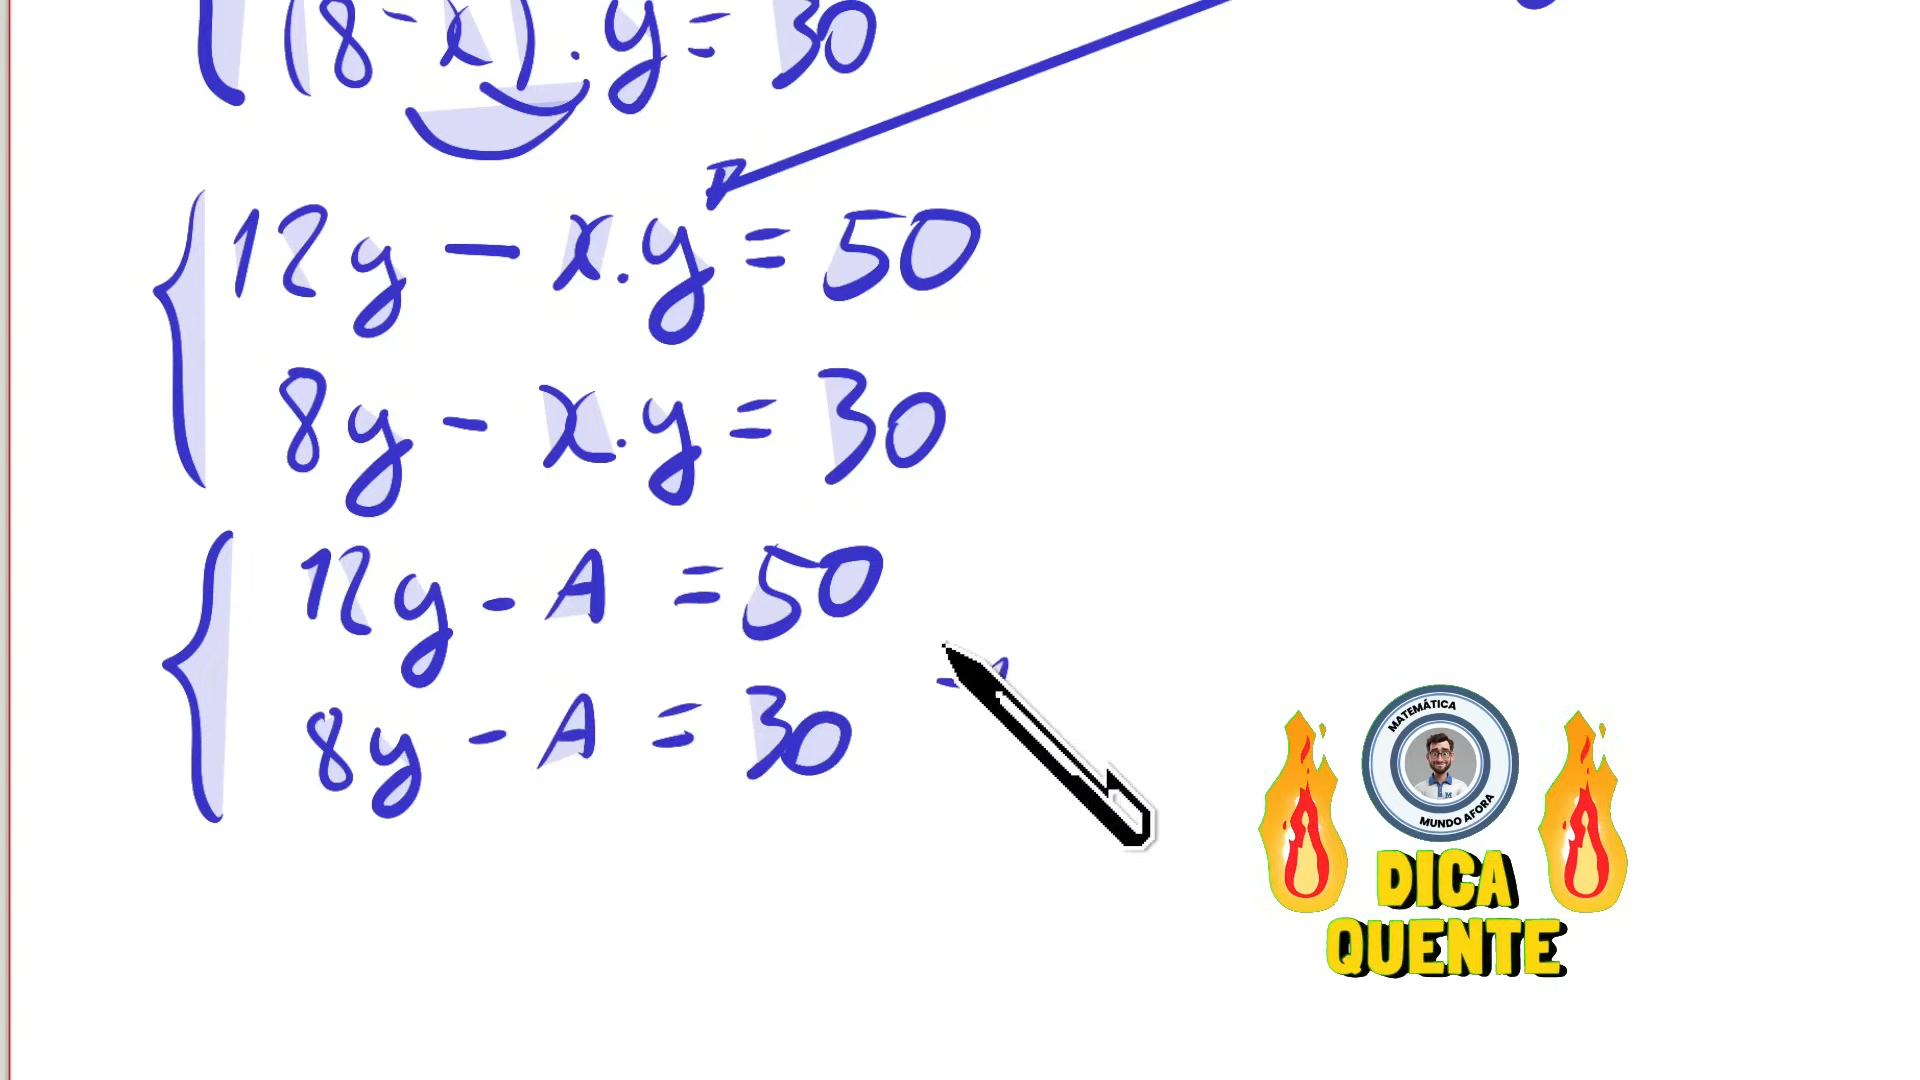 (8 - x) . y = 30
12y - x.y = 50
8y - x.y = 30
12y - A = 50
8y - A = 30
MATEMÁTICA
MUNDO AFORA
M
DICA
QUENTE